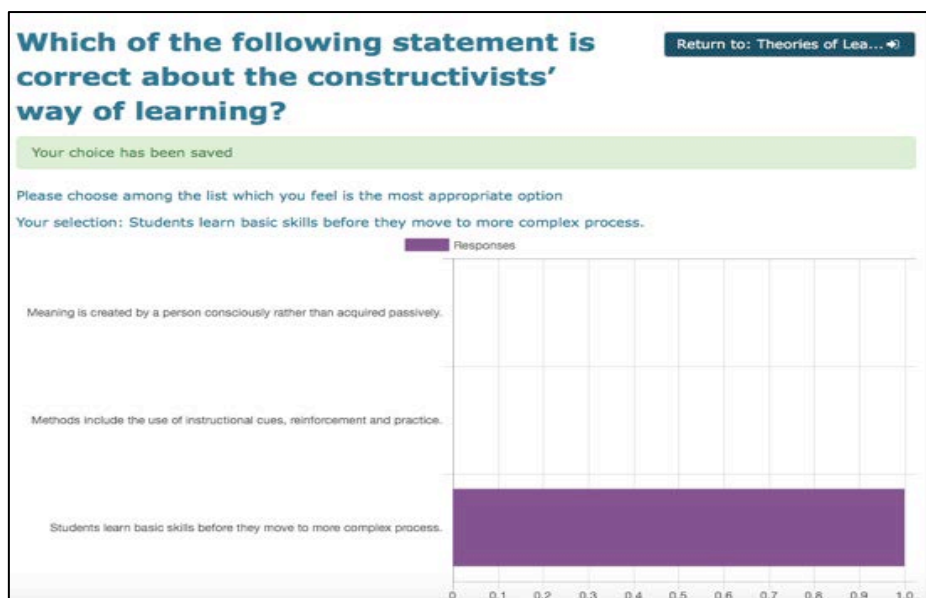 Which of the following statement is
correct about the constructivists'
way of learning?
Return to: Theories of Lea...
Your choice has been saved
Please choose among the list which you feel is the most appropriate option
Your selection: Students learn basic skills before they move to more complex process.
Responses
Meaning is created by a person consciously rather than acquired passively.
Methods include the use of instructional cues, reinforcement and practice.
Students learn basic skills before they move to more complex process.
0 0.1 0.2 0.3 0.4 0.5 0.6 0.7 0.8 0.9 1.0